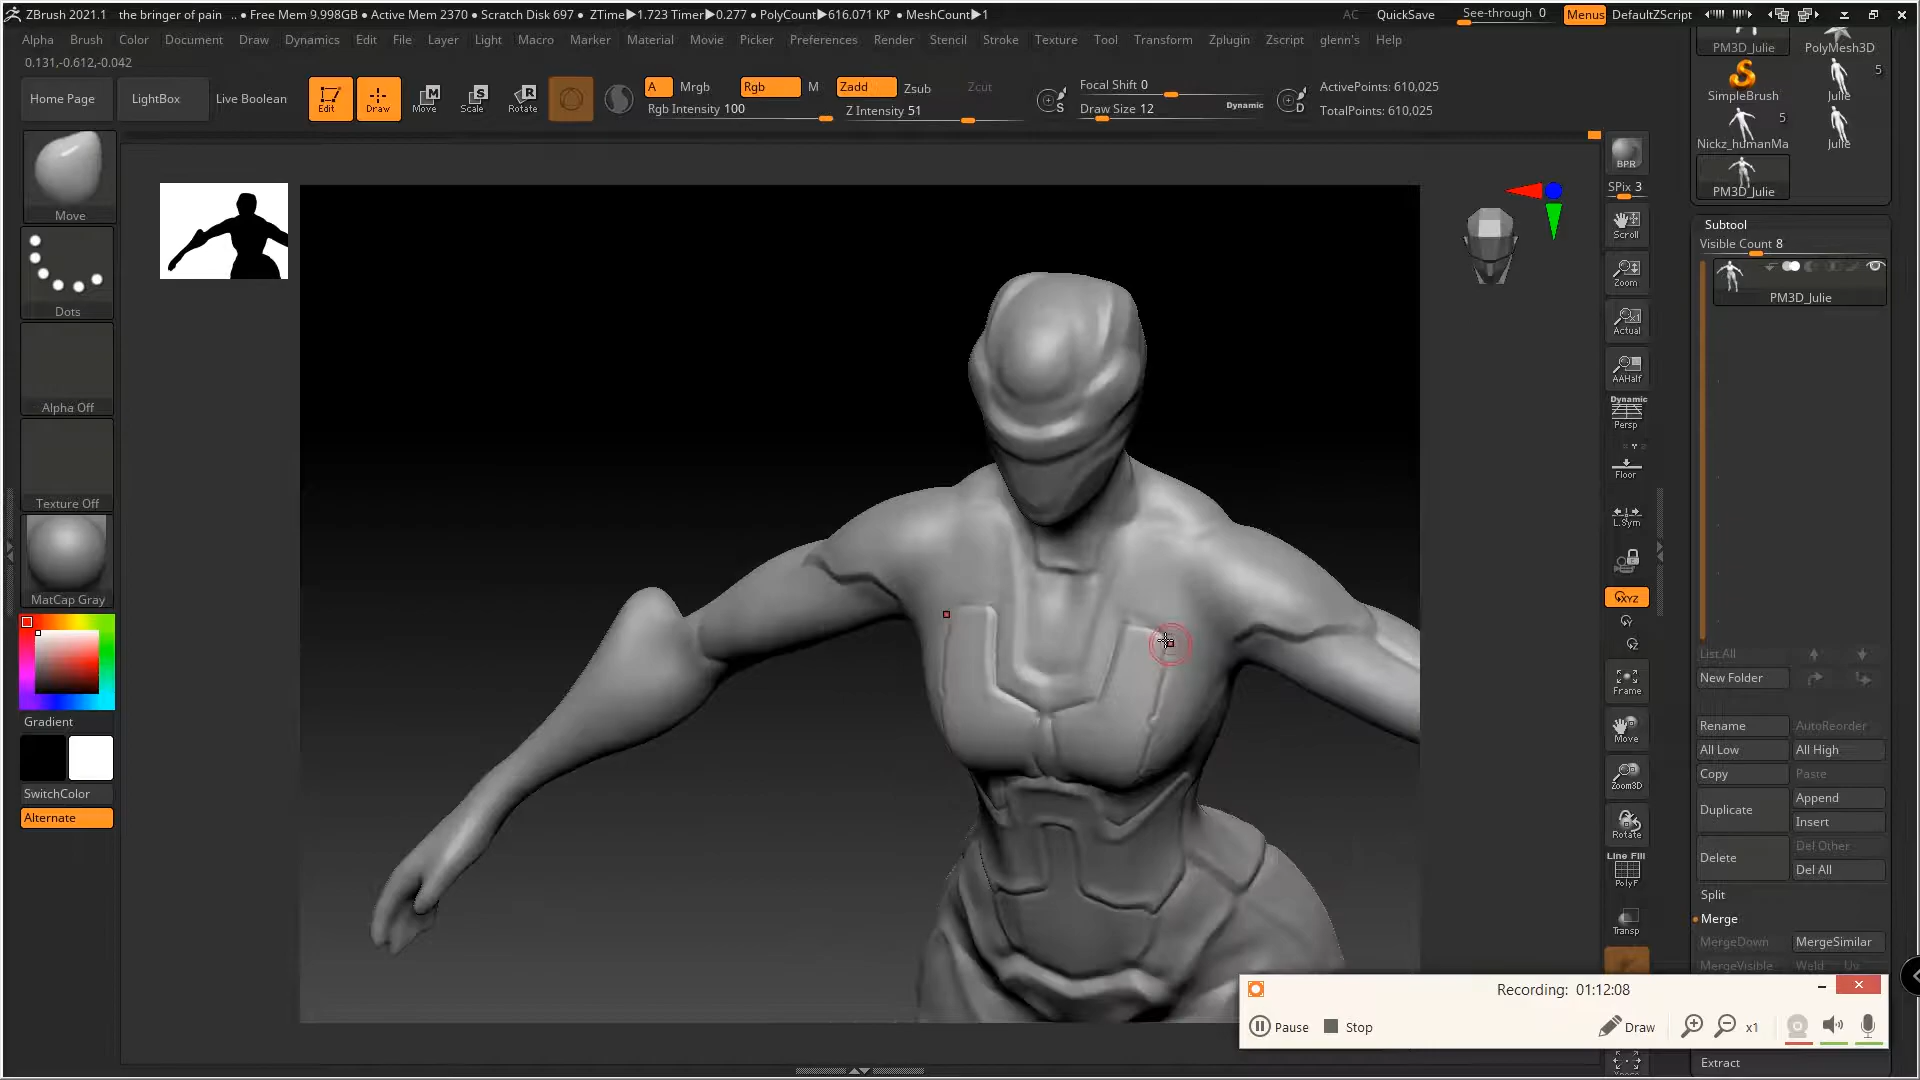 ZBrush 2021.1 the bringer of pain .. • Free Mem 9.998GB • Active Mem 2370 • Scratch Disk 697 • ZTime▶1.723 Timer▶0.277 • PolyCount▶616.071 KP • MeshCount▶1 AC QuickSave See-through 0 Menus DefaultZScript
Alpha Brush Color Document Draw Dynamics Edit File Layer Light Macro Marker Material Movie Picker Preferences Render Stencil Stroke Texture Tool Transform Zplugin Zscript glenn's Help
0.131,-0.612,-0.042
Home Page LightBox Live Boolean
Edit Draw Move Scale Rotate
M S R
A Mrgb Rgb M Zadd Zsub Zcut
Rgb Intensity 100 Z Intensity 51
S Focal Shift 0 D
Draw Size 12 Dynamic
ActivePoints: 610,025
TotalPoints: 610,025
Move
Dots
Alpha Off
Texture Off
MatCap Gray
Gradient
SwitchColor
Alternate
BPR
SPix 3
Scroll
Zoom
Actual
AAHalf
Dynamic
Persp
Floor
L.Sym
XYZ
Y
Z
Frame
Move
Zoom3D
Rotate
Line Fill
PolyF
Transp
PM3D_Julie PolyMesh3D
5
SimpleBrush Julie
5
Nickz_humanMa Julie
PM3D_Julie
Subtool
Visible Count 8
PM3D_Julie
List All
New Folder
Rename AutoReorder
All Low All High
Copy Paste
Duplicate Append
Insert
Delete Del Other
Del All
Split
Merge
MergeDown MergeSimilar
MergeVisible Weld Uv
Recording: 01:12:08
Pause Stop Draw x1
Extract